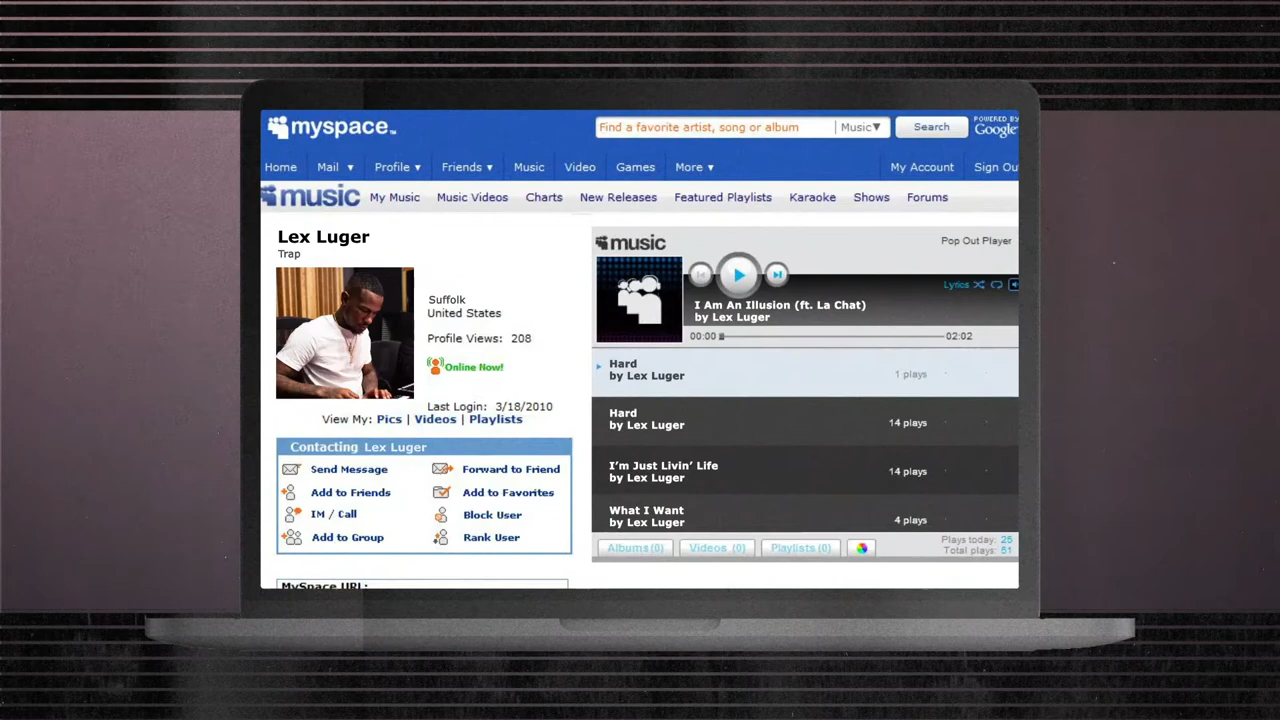 myspace™
Find a favorite artist, song or album
Music▼
Search
POWERED BY
Google
Home
Mail ▼
Profile ▼
Friends ▼
Music
Video
Games
More ▼
My Account
Sign Ou
music
My Music
Music Videos
Charts
New Releases
Featured Playlists
Karaoke
Shows
Forums
Lex Luger
Trap
Suffolk
United States
Profile Views: 208
Online Now!
Last Login: 3/18/2010
View My: Pics | Videos | Playlists
Contacting Lex Luger
Send Message
Forward to Friend
Add to Friends
Add to Favorites
IM / Call
Block User
Add to Group
Rank User
MySpace URL:
music
Pop Out Player
Lyrics
I Am An Illusion (ft. La Chat)
by Lex Luger
00:00
02:02
Hard
by Lex Luger
1 plays
Hard
by Lex Luger
14 plays
I'm Just Livin' Life
by Lex Luger
14 plays
What I Want
by Lex Luger
4 plays
Albums (0)
Videos (0)
Playlists (0)
Plays today: 25
Total plays: 51